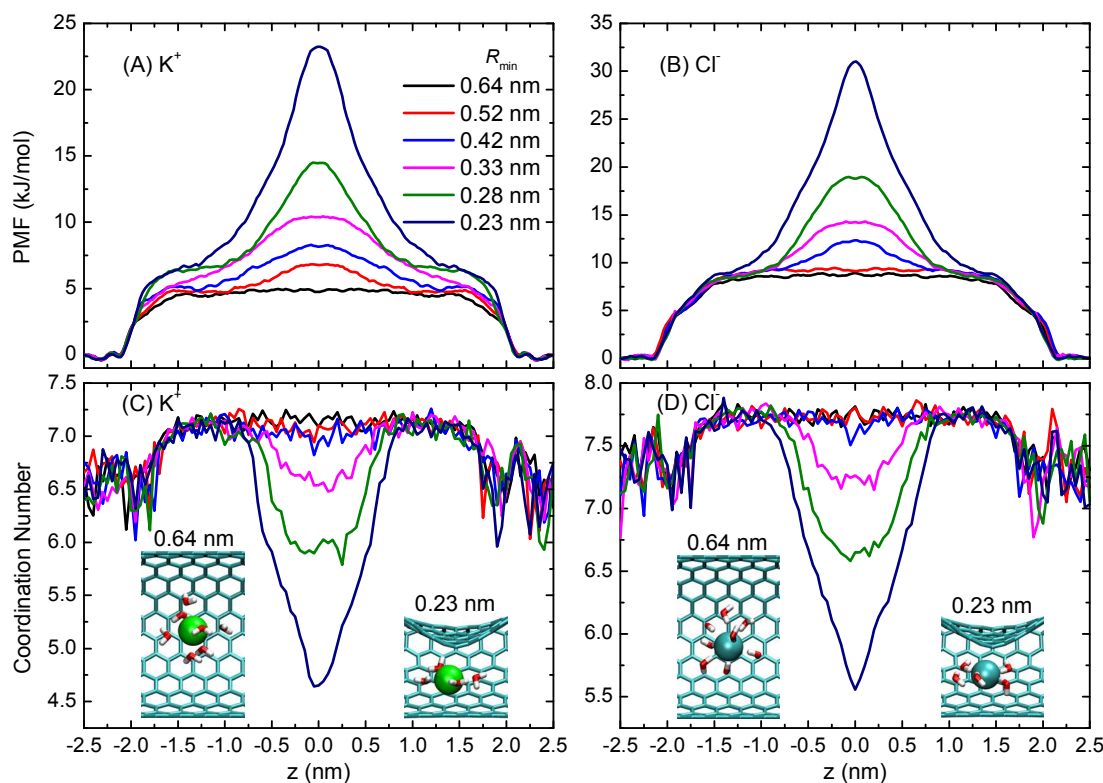 (A) K⁺
R_min
0.64 nm
0.52 nm
0.42 nm
0.33 nm
0.28 nm
0.23 nm
PMF (kJ/mol)
25
20
15
10
5
0
(B) Cl⁻
35
30
25
20
15
10
5
0
(C) K⁺
Coordination Number
7.5
7.0
6.5
6.0
5.5
5.0
4.5
0.64 nm
0.23 nm
-2.5 -2.0 -1.5 -1.0 -0.5 0.0 0.5 1.0 1.5 2.0 2.5
z (nm)
(D) Cl⁻
8.0
7.5
7.0
6.5
6.0
5.5
0.64 nm
0.23 nm
-2.5 -2.0 -1.5 -1.0 -0.5 0.0 0.5 1.0 1.5 2.0 2.5
z (nm)